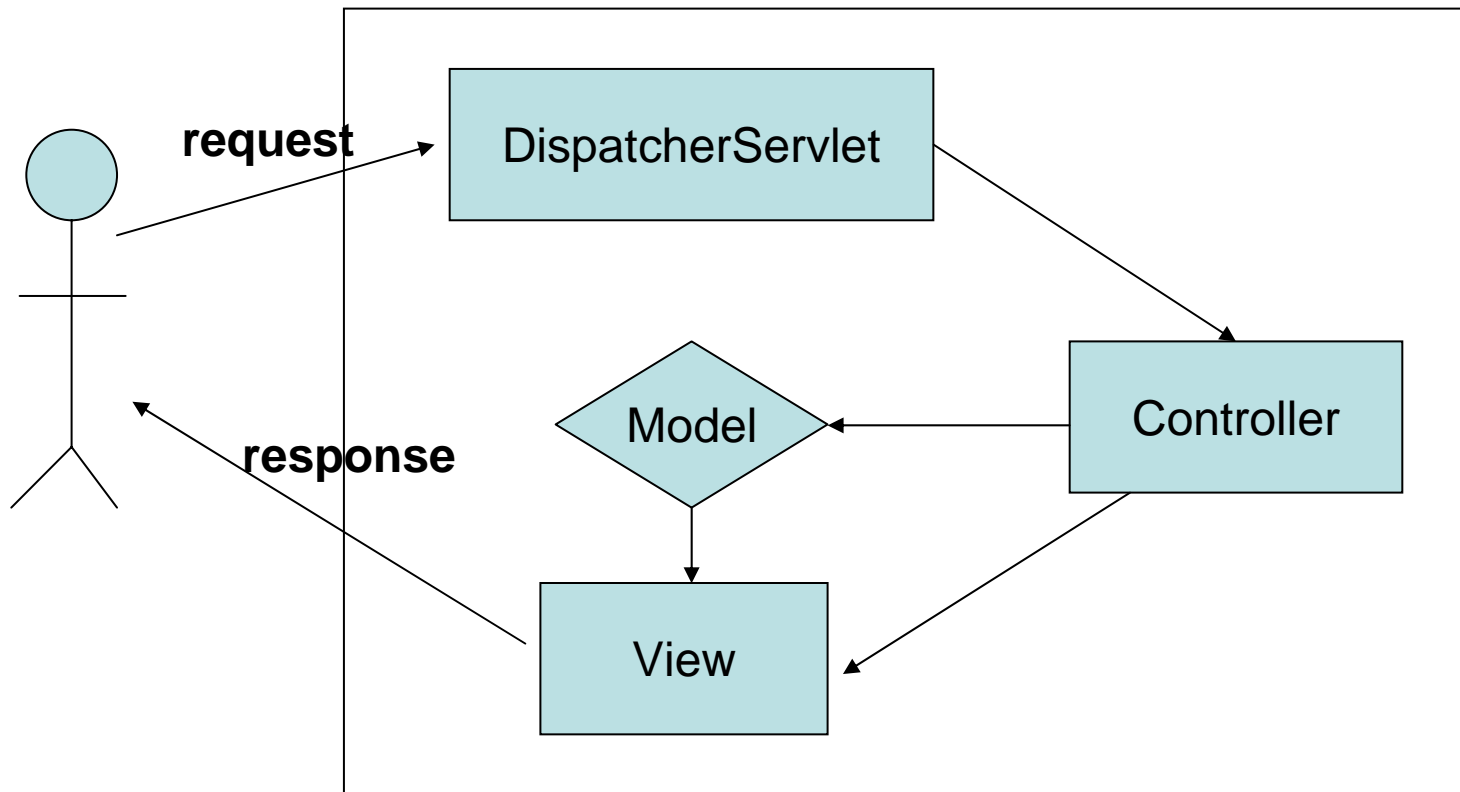 request
DispatcherServlet
Model
Controller
response
View